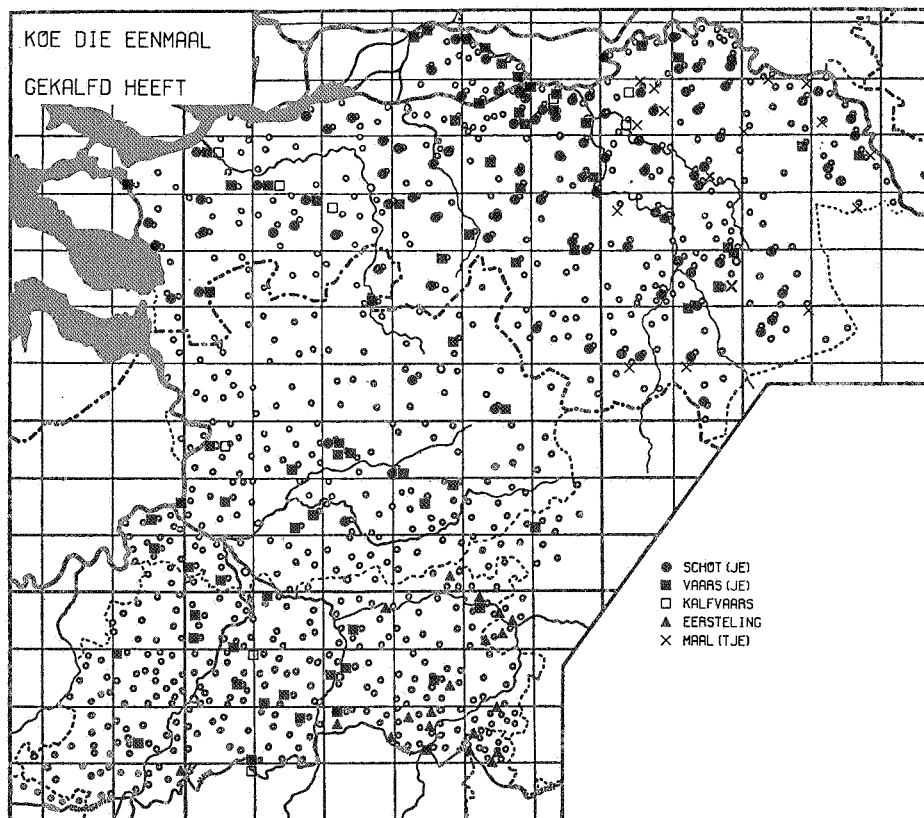 KOE DIE EENMAAL
GEKALFD HEEFT
SCHOT (JE)
VAARS (JE)
KALFVAARS
EERSTELING
MAAL (TJE)